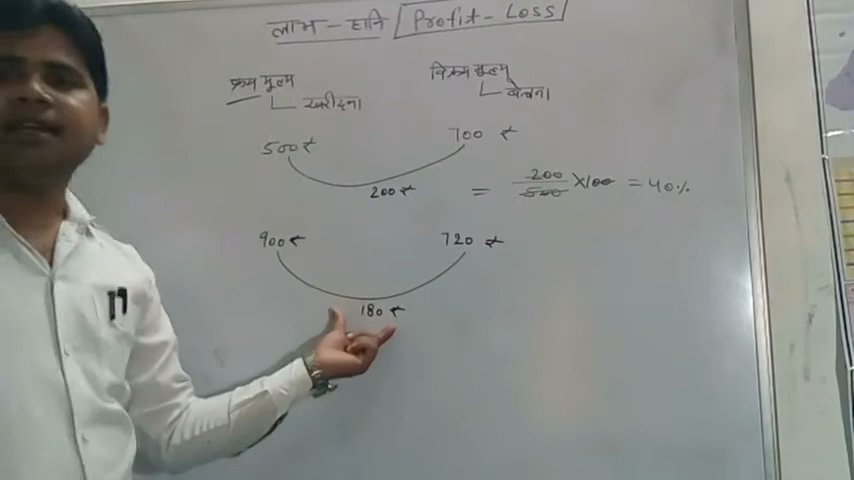 लाभ - हानि Profit - Loss
क्रय मूल्य विक्रय मूल्य
खरीदना बेचना
500 ₹ 700 ₹
200 ₹ = 200/500 ×100 = 40%
900 ₹ 720 ₹
180 ₹